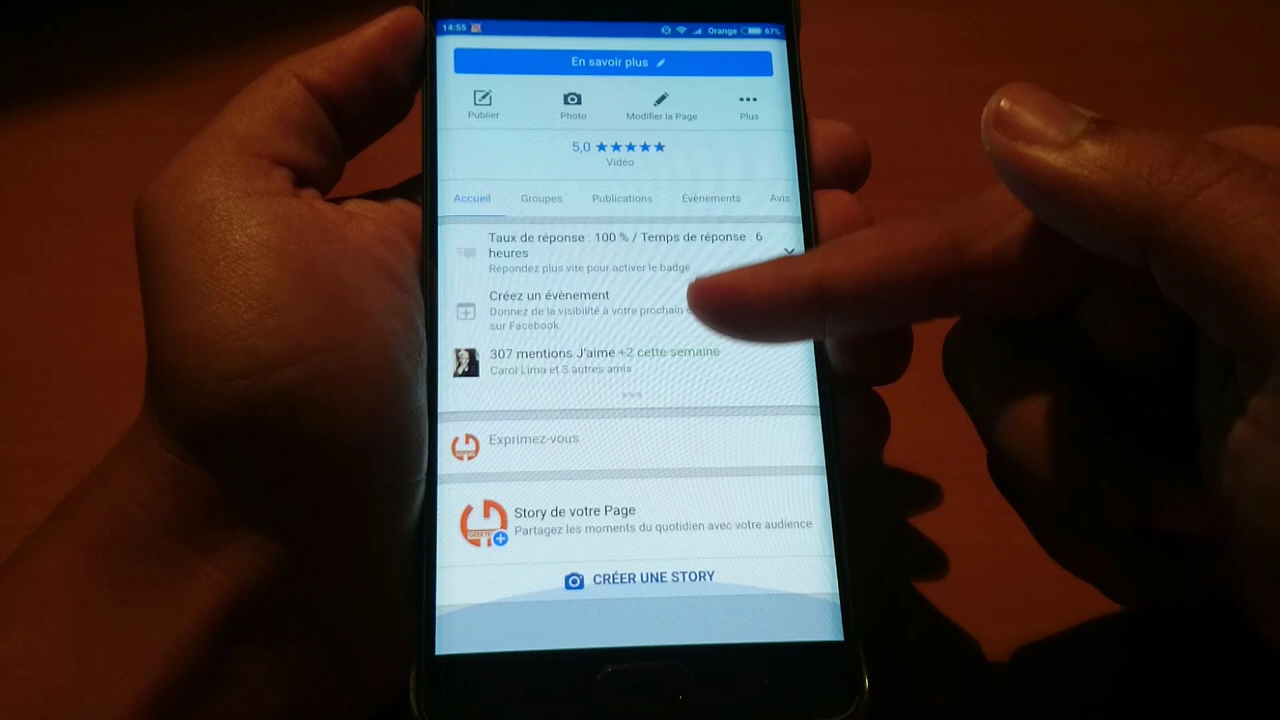 14:55 Orange 67%
En savoir plus
Publier Photo Modifier la Page Plus
5,0
Vidéo
Accueil Groupes Publications Évènements Avis
Taux de réponse : 100 % / Temps de réponse : 6
heures
Répondez plus vite pour activer le badge
Créez un évènement
Donnez de la visibilité à votre prochain
sur Facebook.
307 mentions J'aime +2 cette semaine
Carol Lima et 3 autres amis
Exprimez-vous
Story de votre Page
Partagez les moments du quotidien avec votre audience
CRÉER UNE STORY